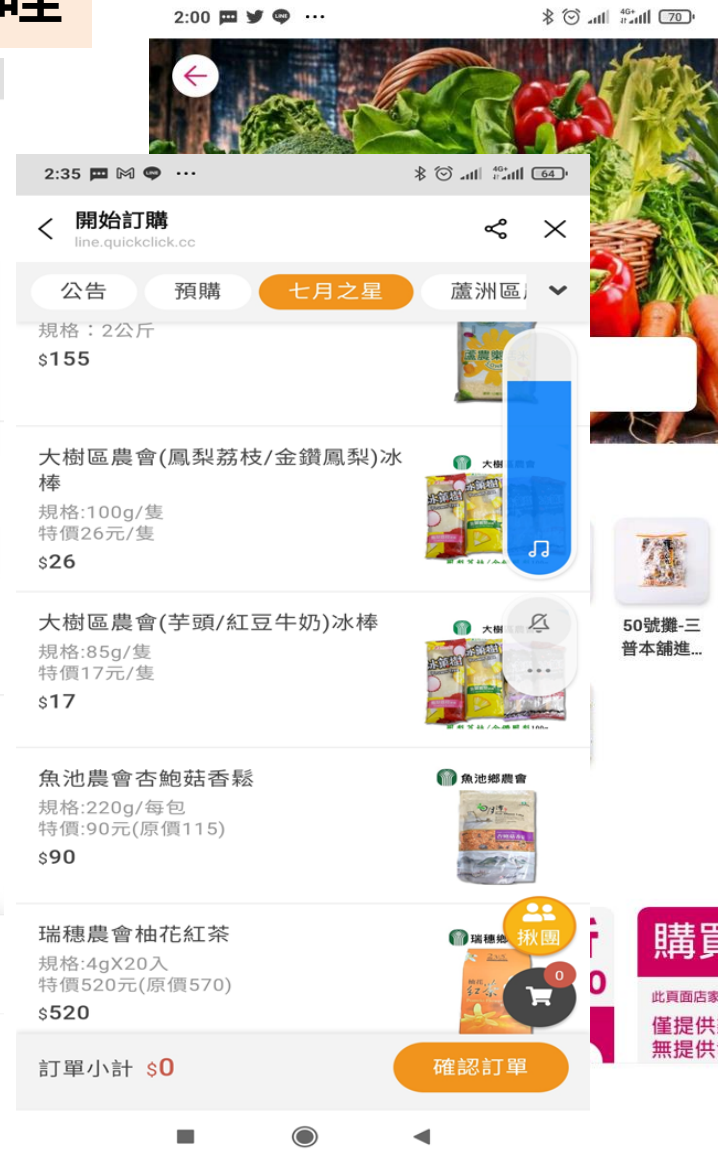 哇
2:00
4G+
70
2:35
4G+
64
開始訂購
line.quickclick.cc
公告
預購
七月之星
蘆洲區
規格：2公斤
$155
大樹區農會(鳳梨荔枝/金鑽鳳梨)冰
棒
規格:100g/隻
特價26元/隻
$26
大樹
大樹區農會(芋頭/紅豆牛奶)冰棒
規格:85g/隻
特價17元/隻
$17
大樹
魚池農會杏鮑菇香鬆
規格:220g/每包
特價:90元(原價115)
$90
魚池鄉農會
瑞穗農會柚花紅茶
規格:4gX20入
特價520元(原價570)
$520
瑞穗鄉
紅茶
揪團
0
訂單小計 $0
確認訂單
50號攤-三
普本舖進...
0
購買
此頁面店家
僅提供
無提供